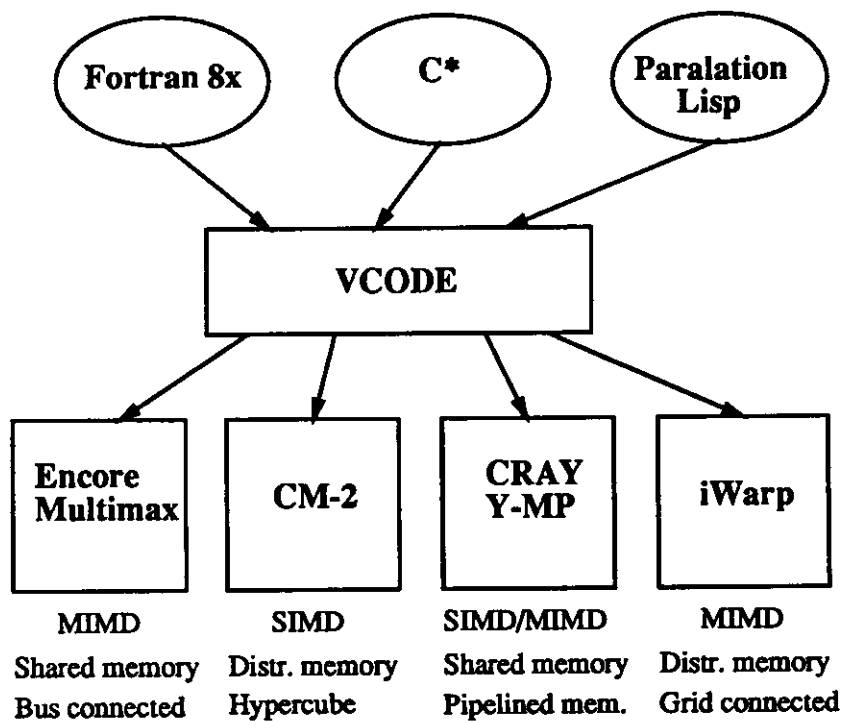 Fortran 8x
C*
Paralation
Lisp
VCODE
Encore
Multimax
CM-2
CRAY
Y-MP
iWarp
MIMD
Shared memory
Bus connected
SIMD
Distr. memory
Hypercube
SIMD/MIMD
Shared memory
Pipelined mem.
MIMD
Distr. memory
Grid connected